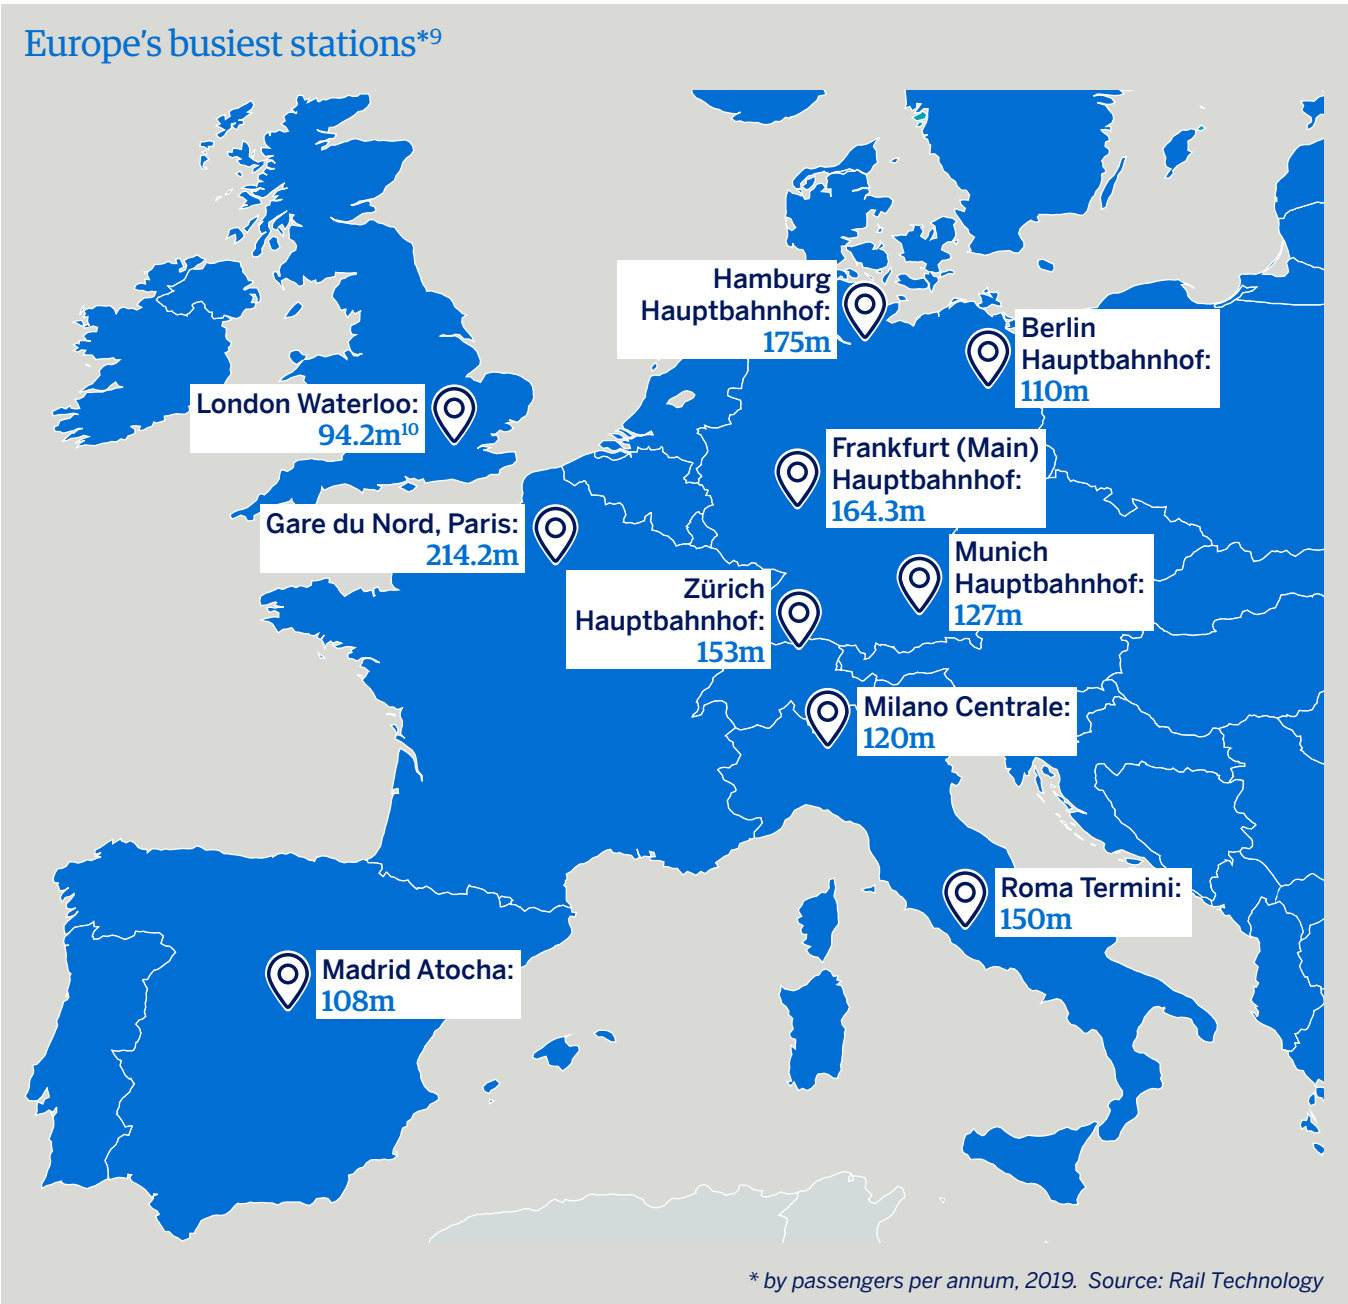 Europe's busiest stations*9
Hamburg
Hauptbahnhof:
175m
Berlin
Hauptbahnhof:
110m
London Waterloo:
94.2m10
Frankfurt (Main)
Hauptbahnhof:
164.3m
Gare du Nord, Paris:
214.2m
Munich
Hauptbahnhof:
127m
Zürich
Hauptbahnhof:
153m
Milano Centrale:
120m
Roma Termini:
150m
Madrid Atocha:
108m
* by passengers per annum, 2019.  Source: Rail Technology